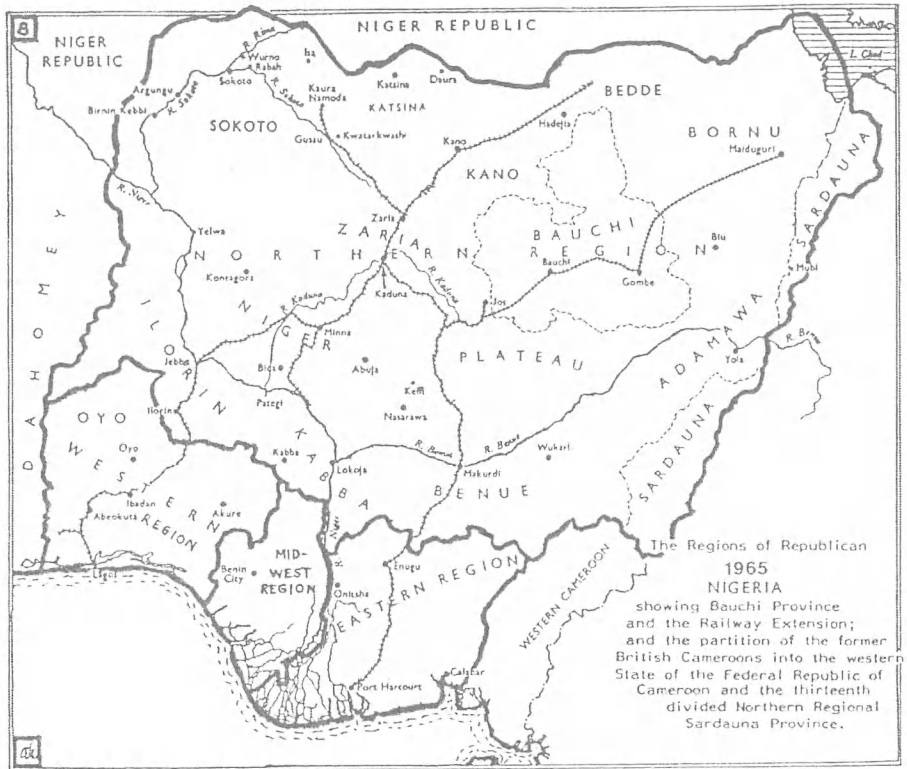 8
NIGER REPUBLIC
NIGER
REPUBLIC
R. Rima
Wurno
Rabah
Sokoto
R. Sokoto
Argungu
R. Sokoto
Birnin Kebbi
SOKOTO
Kaura
Namoda
Katsina
Daura
KATSINA
Gusau
Kwatarkwashi
Kano
KANO
Hadejia
BEDDE
BORNU
Maiduguri
L. Chad
SARDAUNA
R. Niger
Yelwa
Zaria
ZARIA
NORTHERN
REGION
BAUCHI
Bauchi
Gombe
Biu
Mubi
Kontagora
NIGER
R. Kaduna
Kaduna
R. Kaduna
Jos
Minna
DAHOMEY
ILORIN
Jebba
Bida
Pategi
Abuja
Keffi
Nasarawa
PLATEAU
ADAMAWA
Yola
R. Benue
Ilorin
OYO
Oyo
WESTERN
REGION
Ibadan
Abeokuta
Akure
Lagos
KABBA
Kabba
Lokoja
R. Benue
R. Benue
Makurdi
Wukari
BENUE
SARDAUNA
Benin
City
MID-
WEST
REGION
R. Niger
Onitsha
Enugu
EASTERN REGION
Port Harcourt
Calabar
WESTERN CAMEROON
The Regions of Republican
1965
NIGERIA
showing Bauchi Province
and the Railway Extension;
and the partition of the former
British Cameroons into the western
State of the Federal Republic of
Cameroon and the thirteenth
divided Northern Regional
Sardauna Province.